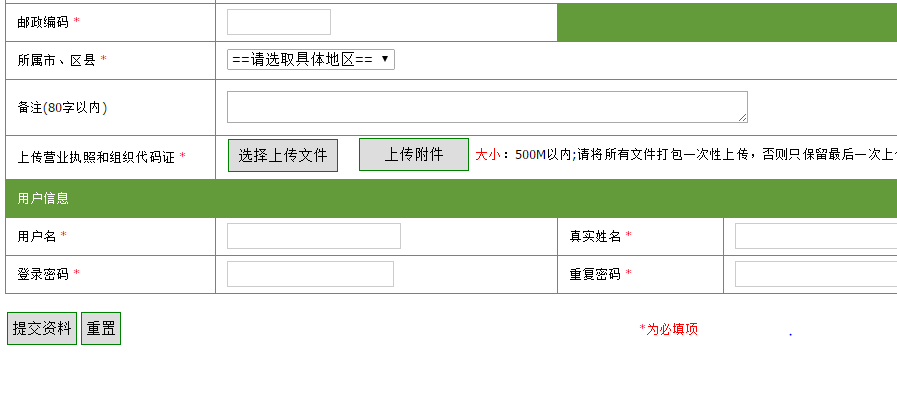 邮政编码 *
所属市、区县 * ==请选取具体地区==
备注(80字以内)
上传营业执照和组织代码证 * 选择上传文件 上传附件 大小：500M以内;请将所有文件打包一次性上传，否则只保留最后一次上
用户信息
用户名 * 真实姓名 *
登录密码 * 重复密码 *
提交资料 重置 *为必填项